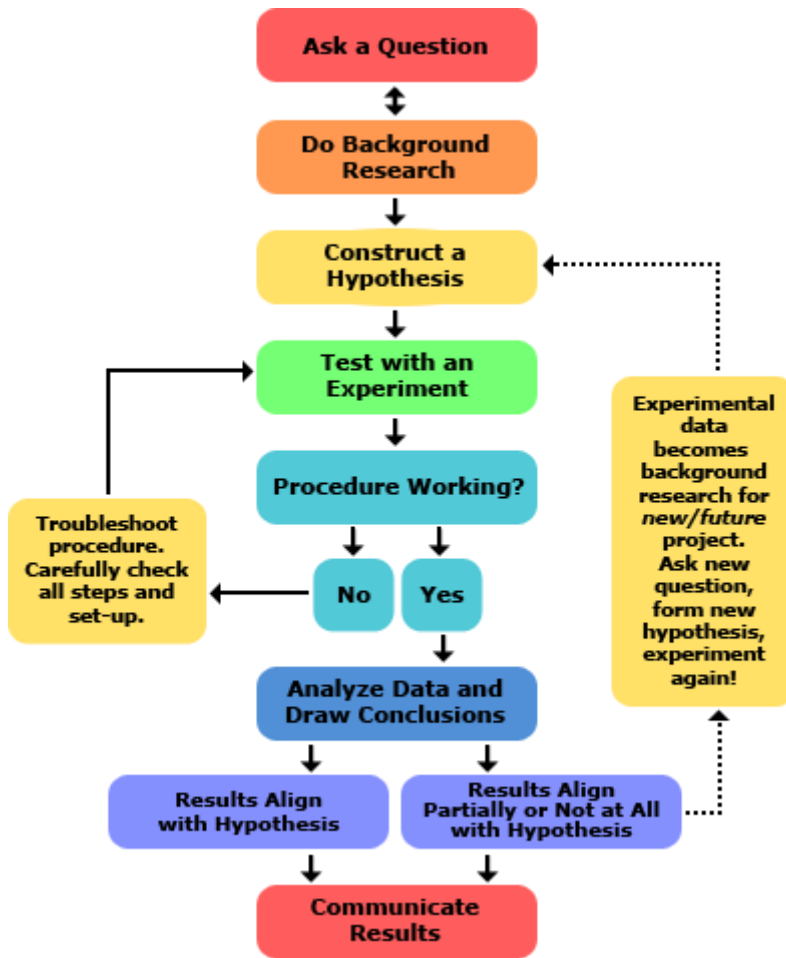 Ask a Question
Do Background
Research
Construct a
Hypothesis
Test with an
Experiment
Procedure Working?
No
Yes
Troubleshoot
procedure.
Carefully check
all steps and
set-up.
Experimental
data
becomes
background
research for
new/future
project.
Ask new
question,
form new
hypothesis,
experiment
again!
Analyze Data and
Draw Conclusions
Results Align
with Hypothesis
Results Align
Partially or Not at All
with Hypothesis
Communicate
Results